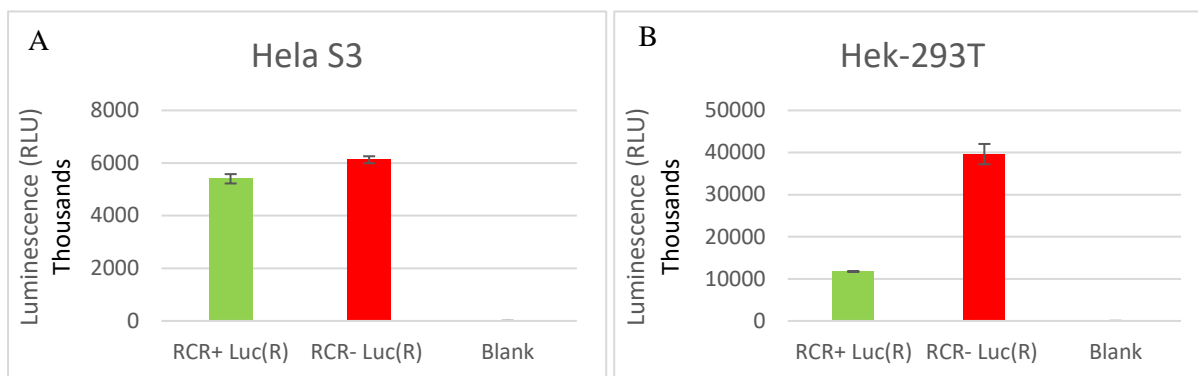 A
Hela S3
Luminescence (RLU)
Thousands
8000
6000
4000
2000
0
RCR+ Luc(R)
RCR- Luc(R)
Blank
B
Hek-293T
Luminescence (RLU)
Thousands
50000
40000
30000
20000
10000
0
RCR+ Luc(R)
RCR- Luc(R)
Blank